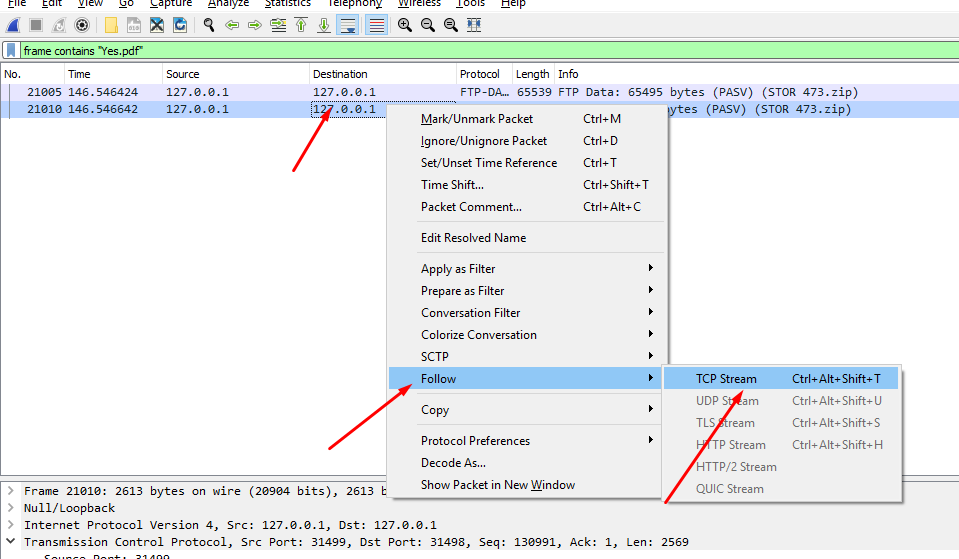 File Edit View Go Capture Analyze Statistics Telephony Wireless Tools Help
frame contains "Yes.pdf"
No. Time Source Destination Protocol Length Info
21005 146.546424 127.0.0.1 127.0.0.1 FTP-DA… 65539 FTP Data: 65495 bytes (PASV) (STOR 473.zip)
21010 146.546642 127.0.0.1 127.0.0.1 bytes (PASV) (STOR 473.zip)
Mark/Unmark Packet Ctrl+M
Ignore/Unignore Packet Ctrl+D
Set/Unset Time Reference Ctrl+T
Time Shift... Ctrl+Shift+T
Packet Comment... Ctrl+Alt+C
Edit Resolved Name
Apply as Filter
Prepare as Filter
Conversation Filter
Colorize Conversation
SCTP
Follow
TCP Stream Ctrl+Alt+Shift+T
UDP Stream Ctrl+Alt+Shift+U
TLS Stream Ctrl+Alt+Shift+S
HTTP Stream Ctrl+Alt+Shift+H
HTTP/2 Stream
QUIC Stream
Copy
Protocol Preferences
Decode As...
Show Packet in New Window
Frame 21010: 2613 bytes on wire (20904 bits), 2613 b
Null/Loopback
Internet Protocol Version 4, Src: 127.0.0.1, Dst: 127.0.0.1
Transmission Control Protocol, Src Port: 31499, Dst Port: 31498, Seq: 130991, Ack: 1, Len: 2569
Source Port: 31499